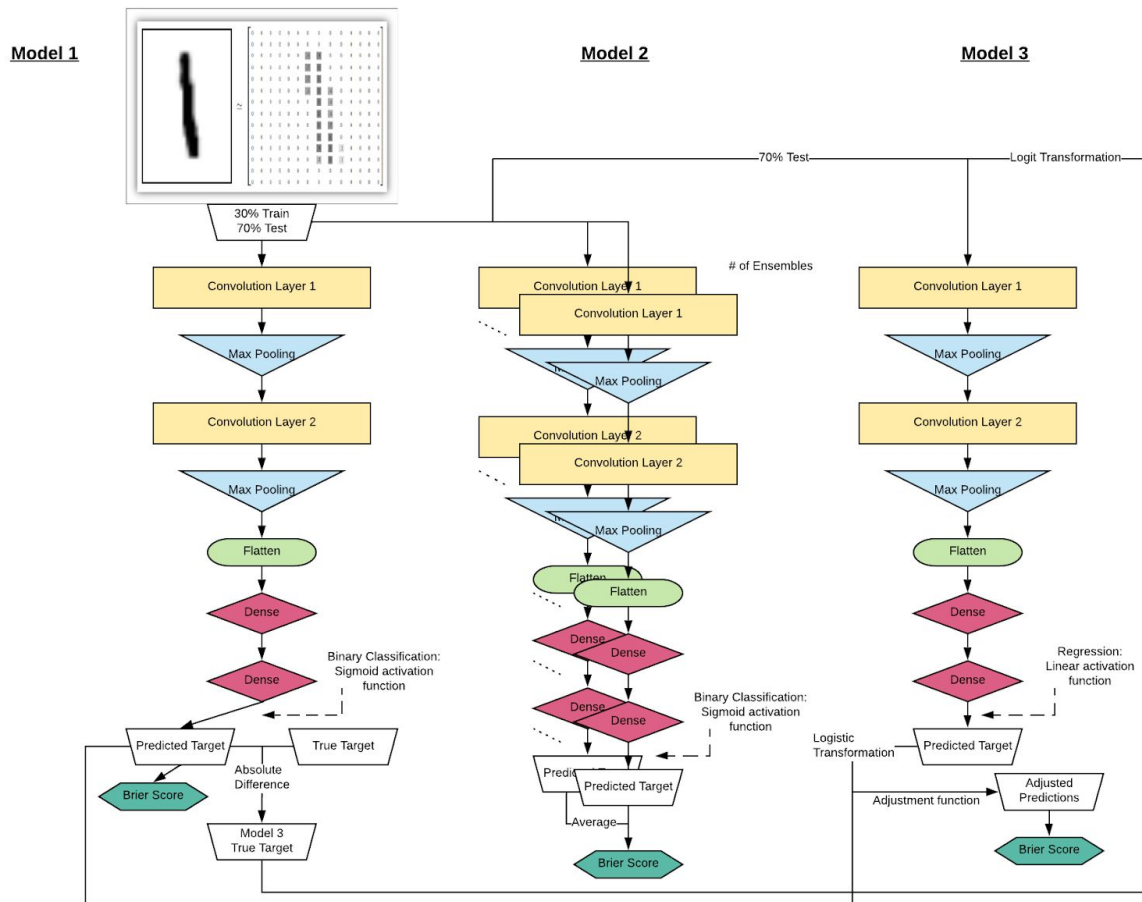 Model 1
Model 2
Model 3
70% Test
Logit Transformation
30% Train
70% Test
# of Ensembles
Convolution Layer 1
Convolution Layer 1
Convolution Layer 1
Convolution Layer 1
Max Pooling
Max Pooling
Max Pooling
Convolution Layer 2
Convolution Layer 2
Convolution Layer 2
Convolution Layer 2
Max Pooling
Max Pooling
Max Pooling
Flatten
Flatten
Flatten
Flatten
Dense
Dense
Dense
Dense
Binary Classification:
Sigmoid activation
function
Regression:
Linear activation
function
Dense
Dense
Dense
Dense
Binary Classification:
Sigmoid activation
function
Predicted Target
True Target
Logistic
Transformation
Predicted Target
Absolute
Difference
Predicted Target
Brier Score
Adjustment function
Adjusted
Predictions
Model 3
True Target
Average
Brier Score
Brier Score